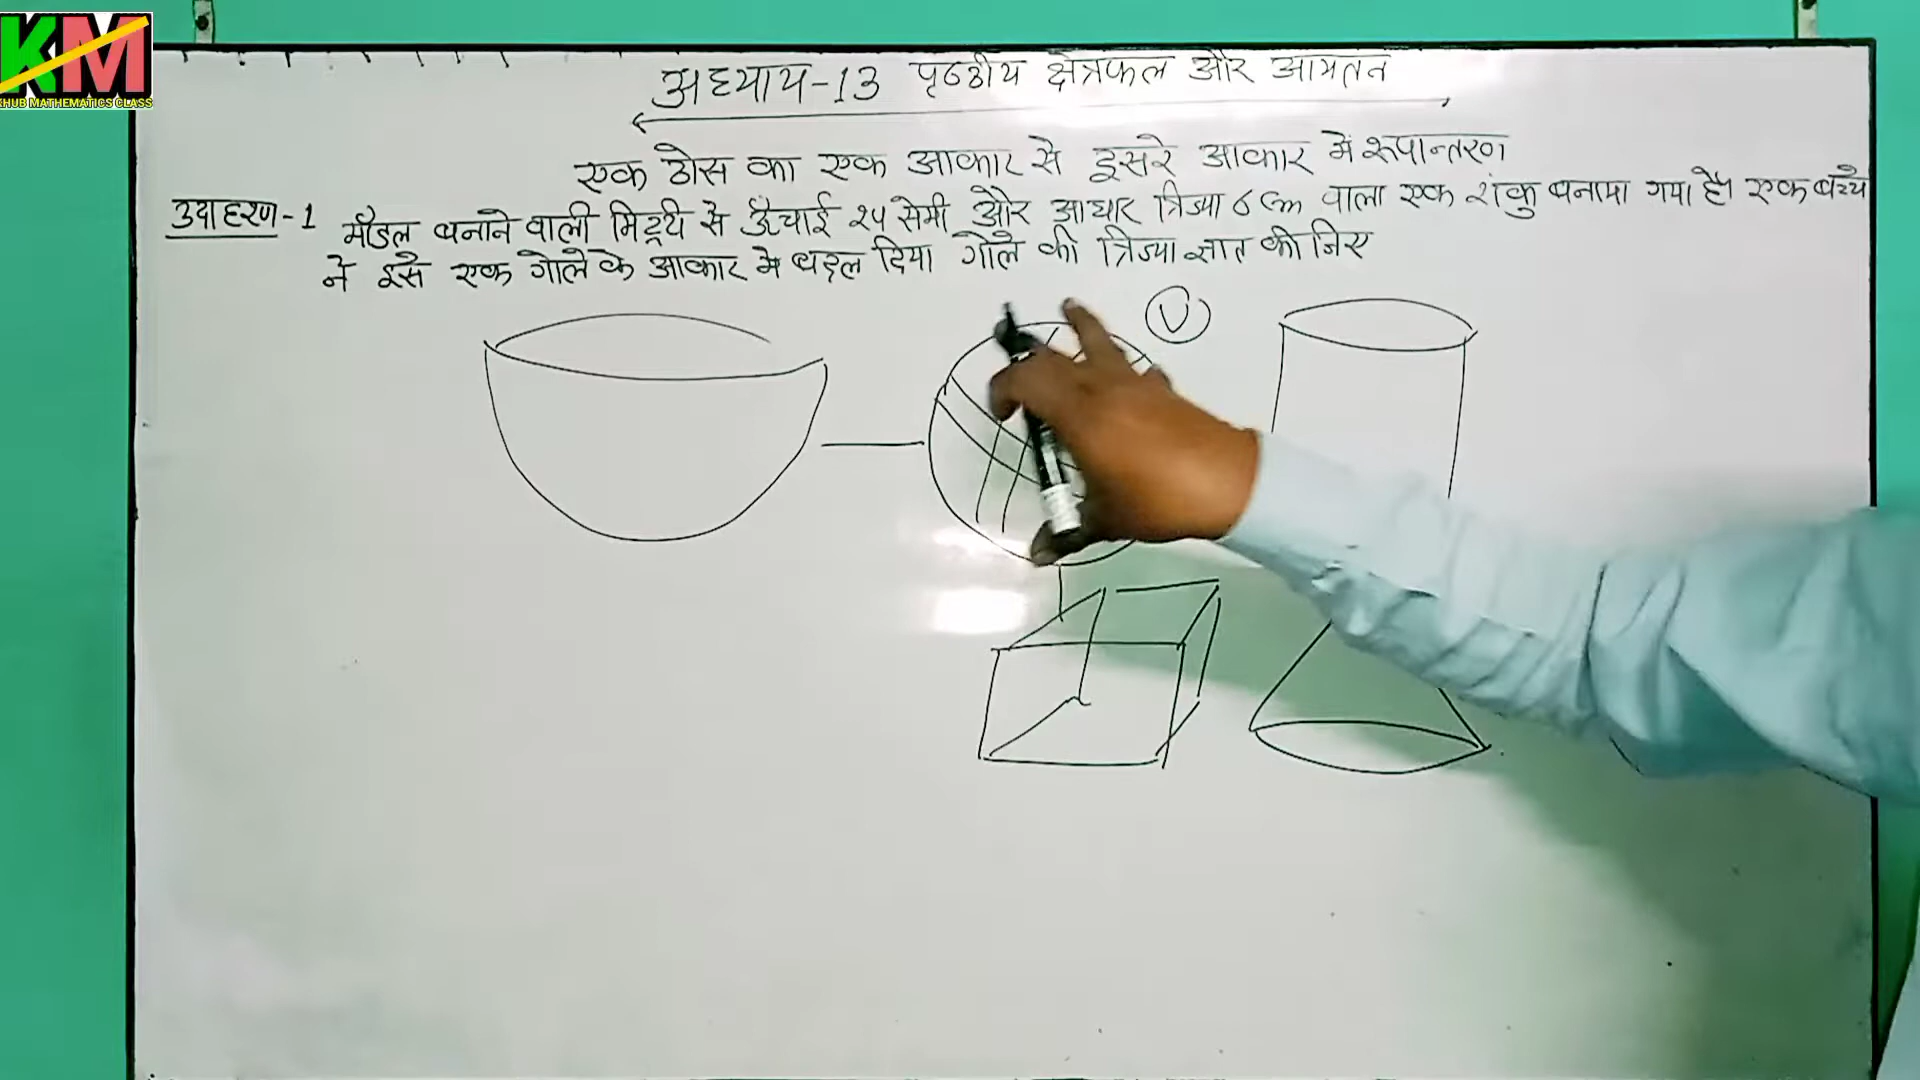 KM
KHUB MATHEMATICS CLASS
अध्याय-13 पृष्ठीय क्षेत्रफल और आयतन
एक ठोस का एक आकार से दूसरे आकार में रूपान्तरण
उदाहरण-1 मॉडल बनाने वाली मिट्टी से ऊँचाई २५ सेमी और आधार त्रिज्या 6 cm वाला एक शंकु बनाया गया है। एक बच्चे
ने इसे एक गोले के आकार में बदल दिया गोले की त्रिज्या ज्ञात कीजिए
V